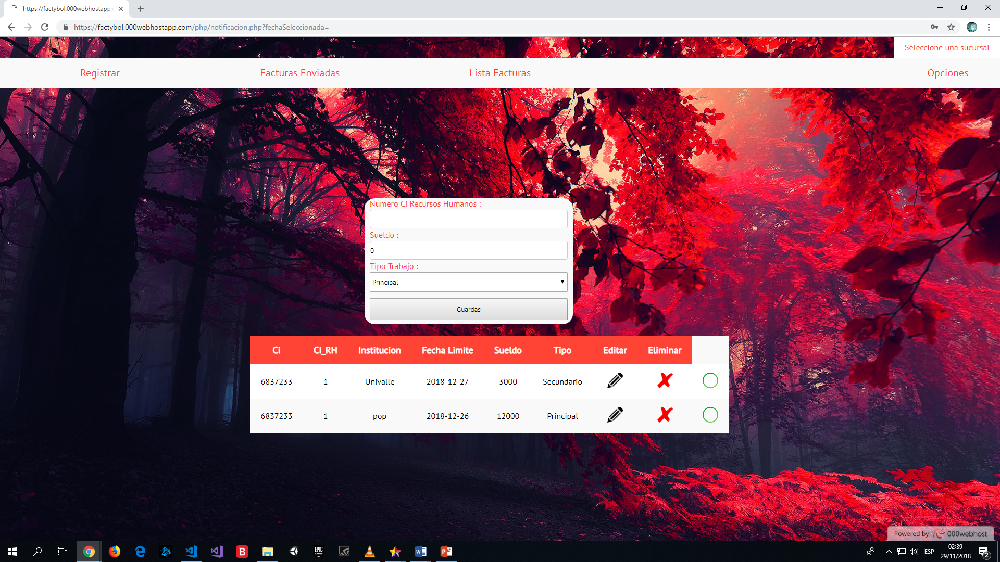 https://factybol.000webhostapp.c
https://factybol.000webhostapp.com/php/notificacion.php?fechaSeleccionada=
Seleccione una sucursal
Registrar Facturas Enviadas Lista Facturas Opciones
Numero Ci Recursos Humanos :
Sueldo :
0
Tipo Trabajo :
Principal
Guardas
Ci CI_RH Institucion Fecha Limite Sueldo Tipo Editar Eliminar
6837233 1 Univalle 2018-12-27 3000 Secundario
6837233 1 pop 2018-12-26 12000 Principal
Powered by 000webhost
B EPIC GAMES W P ESP 02:39
29/11/2018 2